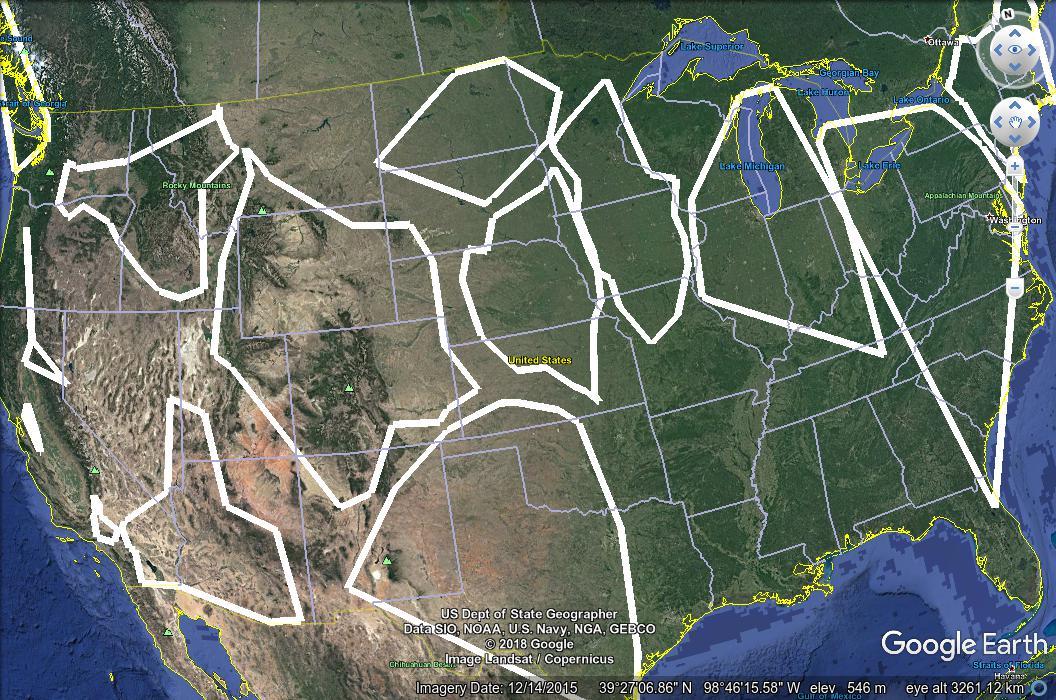 N
Ottawa
o Sound
Lake Superior
Georgian Bay
Lake Huron
Lake Ontario
rait of Georgia
Lake Michigan
Lake Erie
Rocky Mountains
Appalachian Mountains
Washington
United States
US Dept of State Geographer
Data SIO, NOAA, U.S. Navy, NGA, GEBCO
© 2018 Google
Image Landsat / Copernicus
Chihuahuan Desert
Google Earth
Straits of Florida
Havana
Gulf of Mexico
Imagery Date: 12/14/2015 39°27'06.86" N 98°46'15.58" W elev 546 m eye alt 3261.12 km